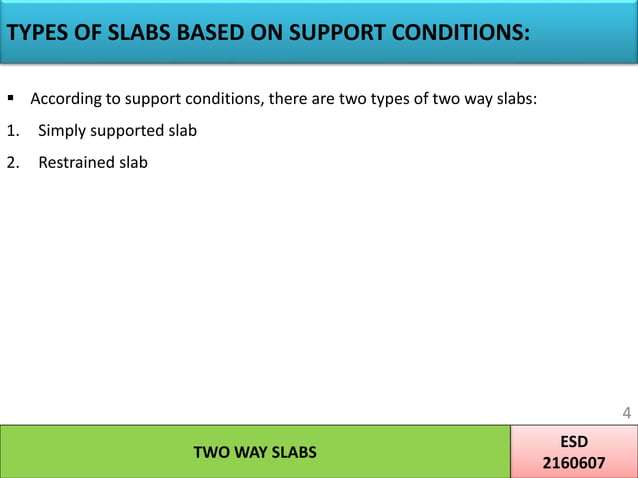 TYPES OF SLABS BASED ON SUPPORT CONDITIONS:
▪ According to support conditions, there are two types of two way slabs:
1. Simply supported slab
2. Restrained slab
4
TWO WAY SLABS
ESD
2160607